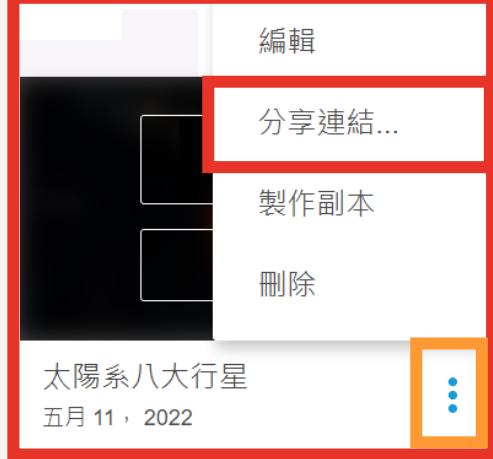 編輯
分享連結...
製作副本
刪除
太陽系八大行星
五月 11， 2022